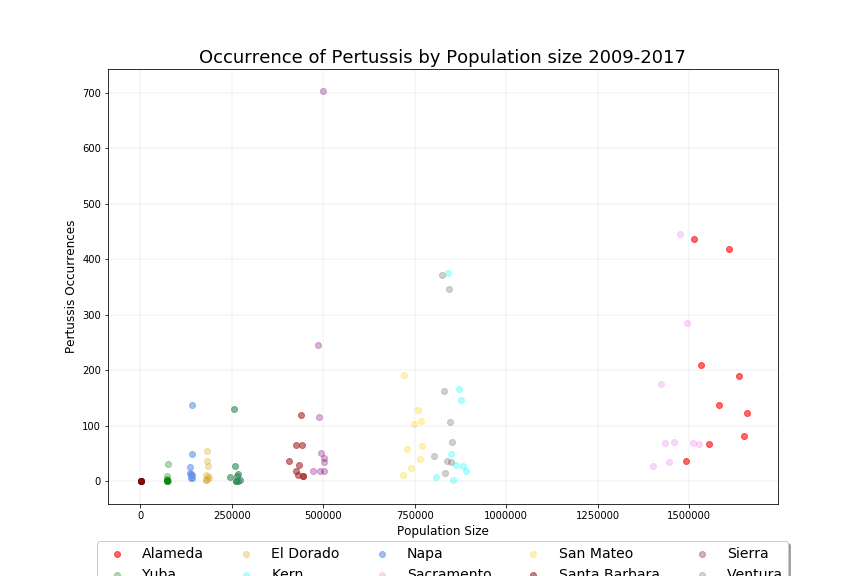 Occurrence of Pertussis by Population size 2009-2017
700
600
500
400
300
200
100
0
Pertussis Occurrences
0 250000 500000 750000 1000000 1250000 1500000
Population Size
Alameda El Dorado Napa San Mateo Sierra
Yuba Kern Sacramento Santa Barbara Ventura